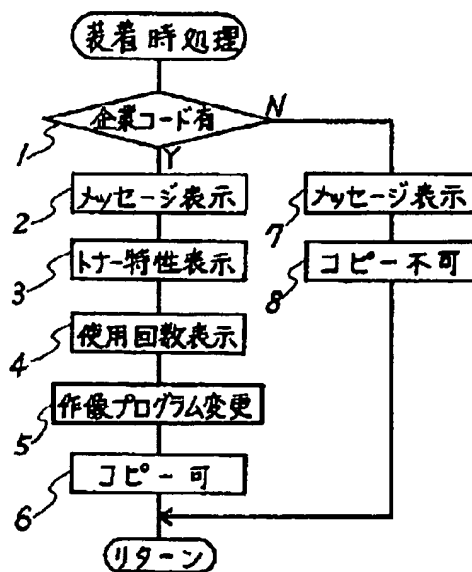 装着時処理
企業コード有
N
1
Y
2
メッセージ表示
7
メッセージ表示
3
トナー特性表示
8
コピー不可
4
使用回数表示
5
作像プログラム変更
6
コピー可
リターン